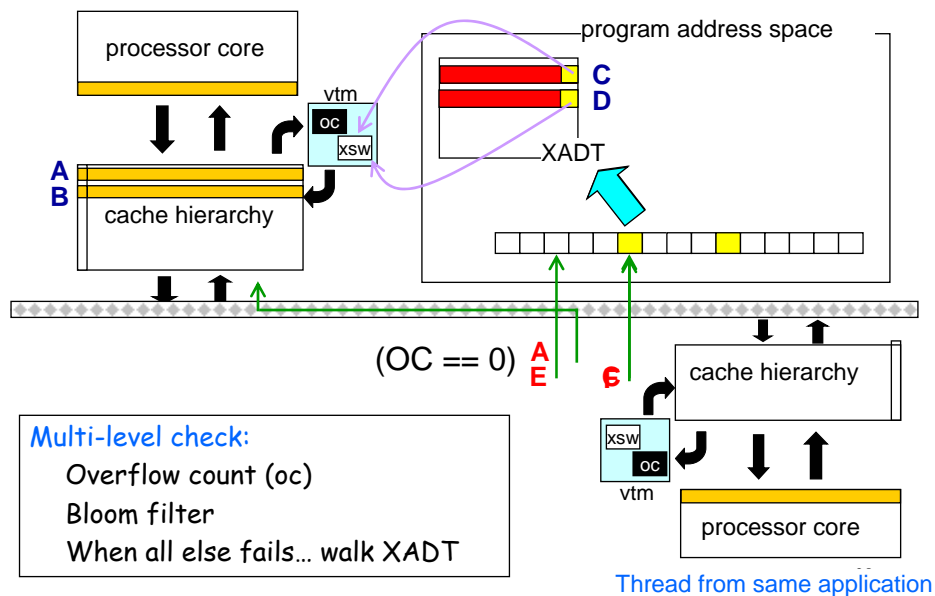 processor core
program address space
vtm
oc
xsw
C
D
XADT
A
B
cache hierarchy
(OC == 0)
A
E
cache hierarchy
Multi-level check:
Overflow count (oc)
Bloom filter
When all else fails... walk XADT
xsw
oc
vtm
processor core
Thread from same application